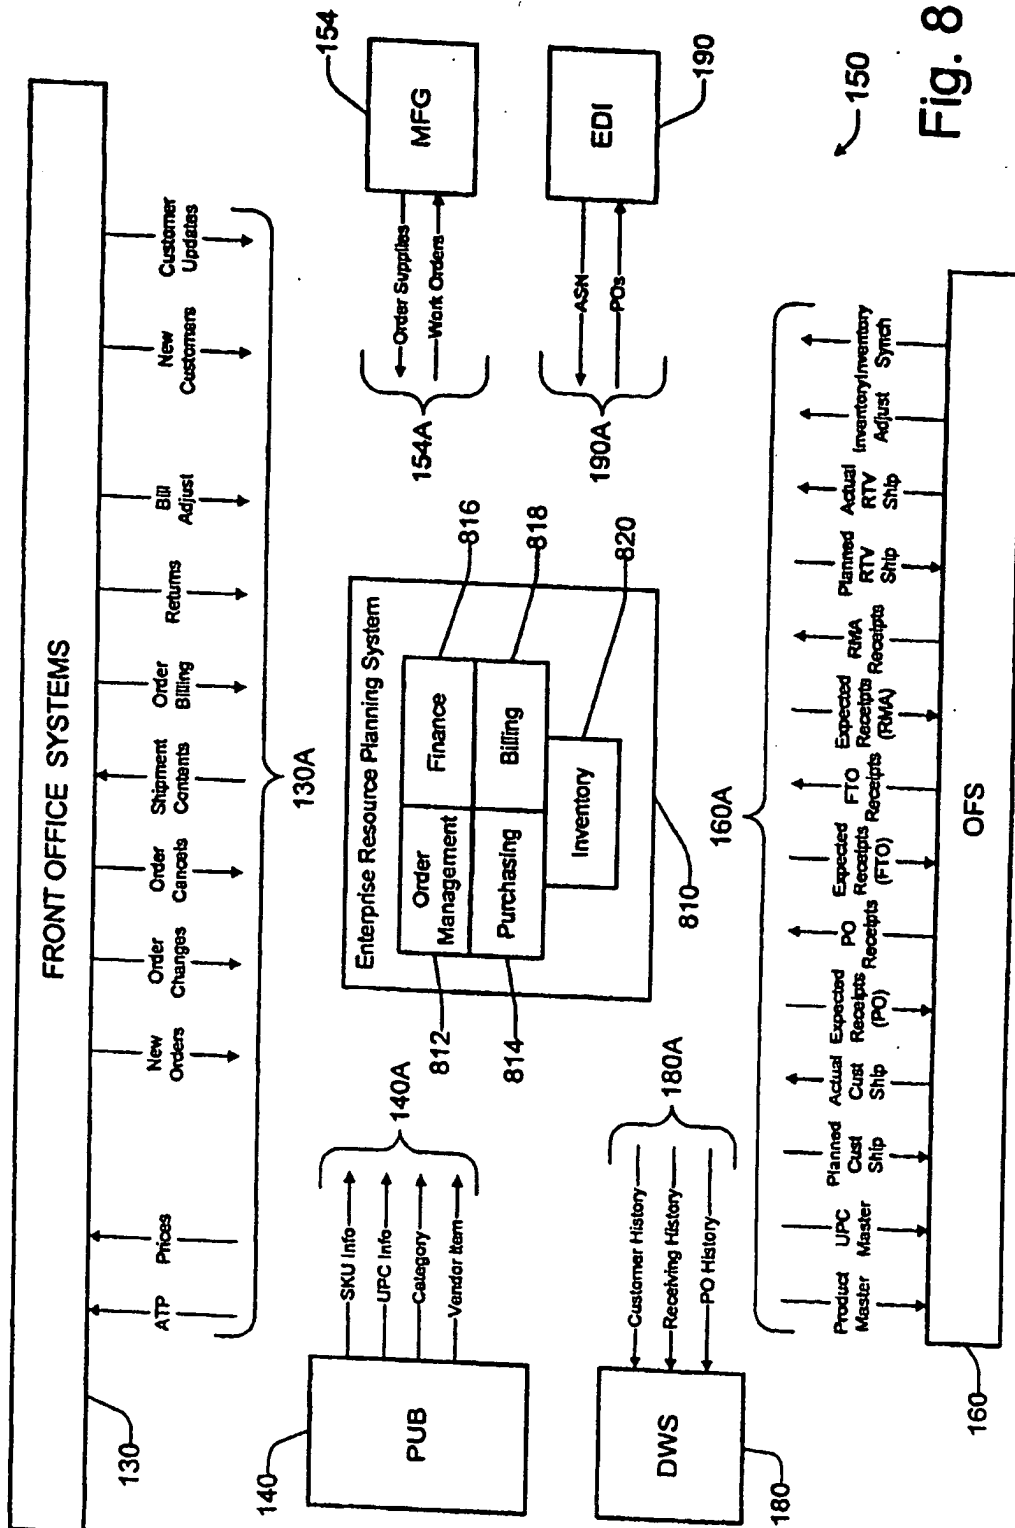 FRONT OFFICE SYSTEMS
130
ATP
Prices
New
Orders
Order
Changes
Order
Cancels
Shipment
Contents
Order
Billing
Returns
Bill
Adjust
New
Customers
Customer
Updates
130A
140
PUB
SKU Info
UPC Info
Category
Vendor Item
140A
Enterprise Resource Planning System
Order
Management
Finance
Purchasing
Billing
Inventory
812
814
816
818
820
810
154
MFG
Order Supplies
Work Orders
154A
190
EDI
ASN
POs
190A
180
DWS
Customer History
Receiving History
PO History
180A
160A
Product
Master
UPC
Master
Planned
Cust
Ship
Actual
Cust
Ship
Expected
Receipts
(PO)
PO
Receipts
Expected
Receipts
(FTO)
FTO
Receipts
Expected
Receipts
(RMA)
RMA
Receipts
Planned
RTV
Ship
Actual
RTV
Ship
Inventory
Adjust
Inventory
Synch
OFS
160
150
Fig. 8